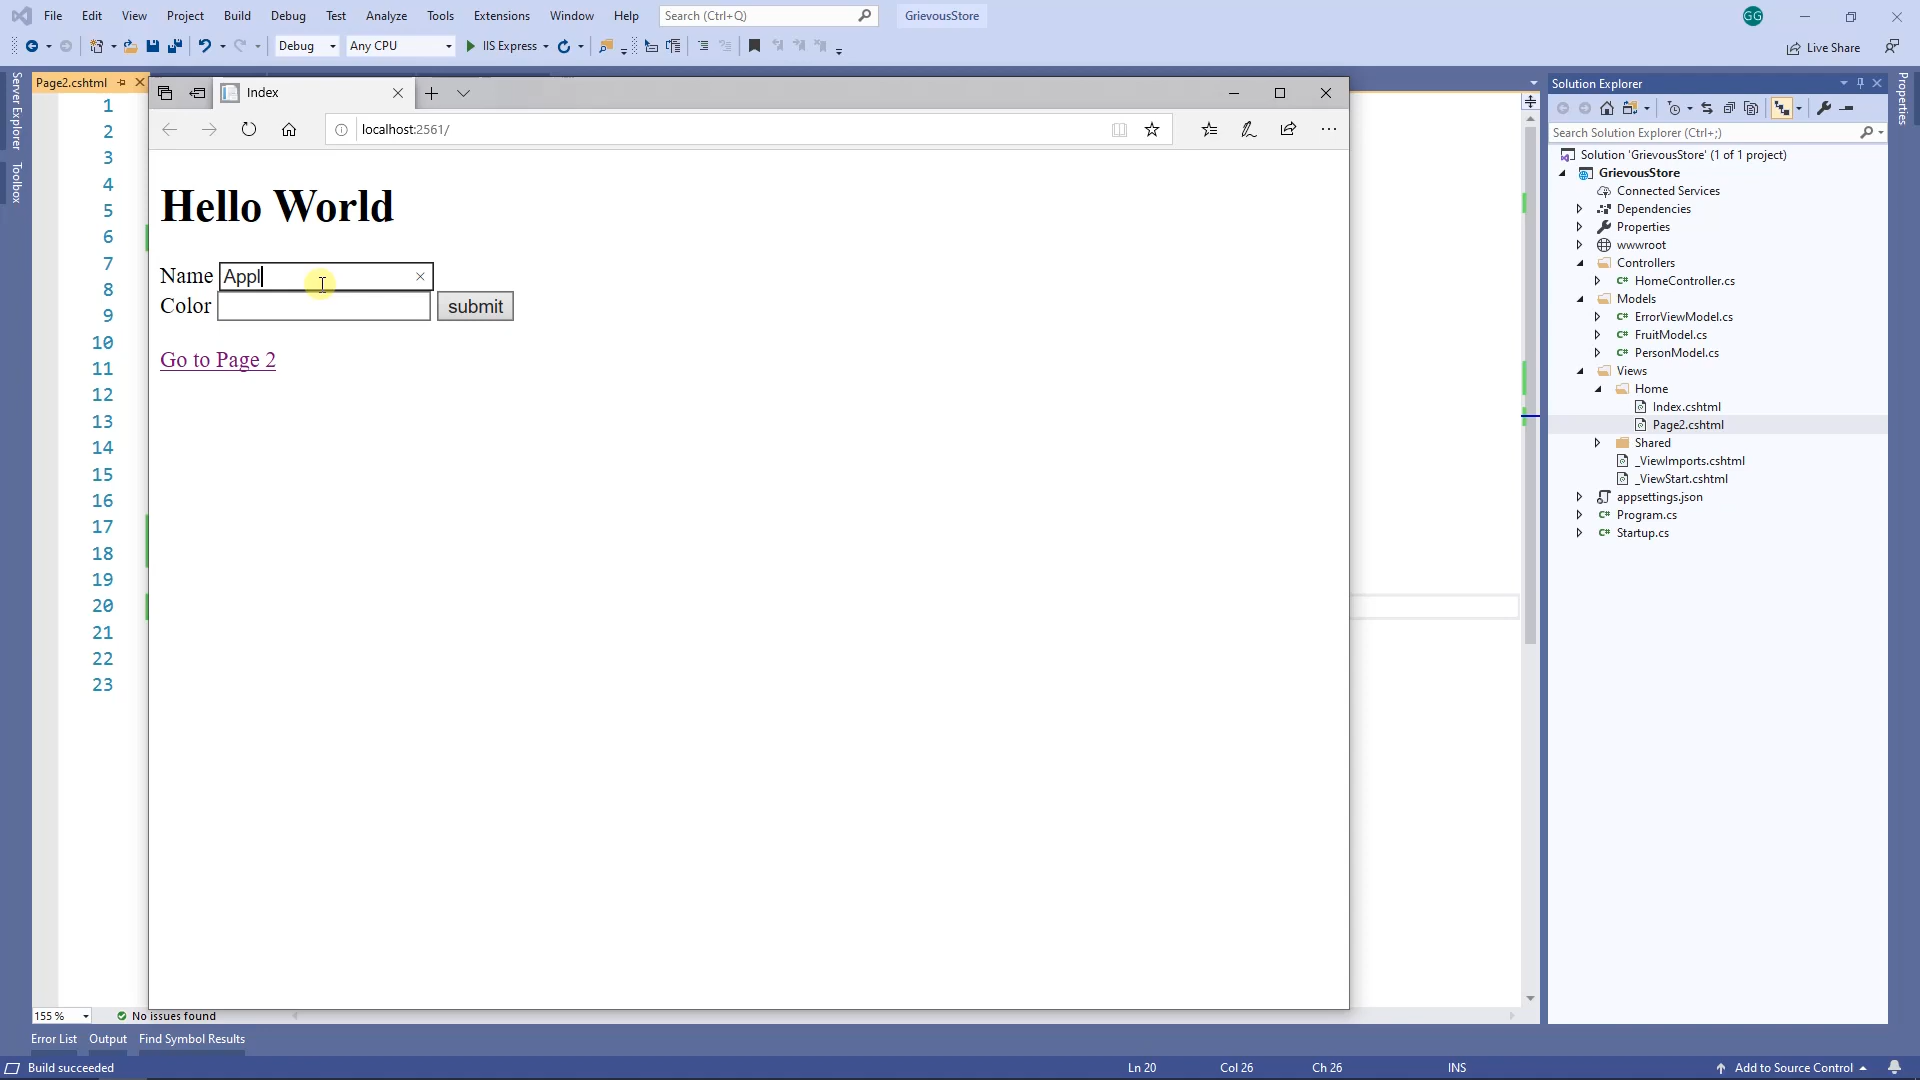 File Edit View Project Build Debug Test Analyze Tools Extensions Window Help Search (Ctrl+Q) GrievousStore GG
Debug Any CPU IIS Express Live Share
Server Explorer
Toolbox
Page2.cshtml
1
2
3
4
5
6
7
8
9
10
11
12
13
14
15
16
17
18
19
20
21
22
23
Index
localhost:2561/
Hello World
Name Appl
Color submit
Go to Page 2
Solution Explorer
Search Solution Explorer (Ctrl+;)
Solution 'GrievousStore' (1 of 1 project)
GrievousStore
Connected Services
Dependencies
Properties
wwwroot
Controllers
C# HomeController.cs
Models
C# ErrorViewModel.cs
C# FruitModel.cs
C# PersonModel.cs
Views
Home
Index.cshtml
Page2.cshtml
Shared
_ViewImports.cshtml
_ViewStart.cshtml
appsettings.json
C# Program.cs
C# Startup.cs
Properties
155 % No issues found
Error List Output Find Symbol Results
Build succeeded Ln 20 Col 26 Ch 26 INS Add to Source Control